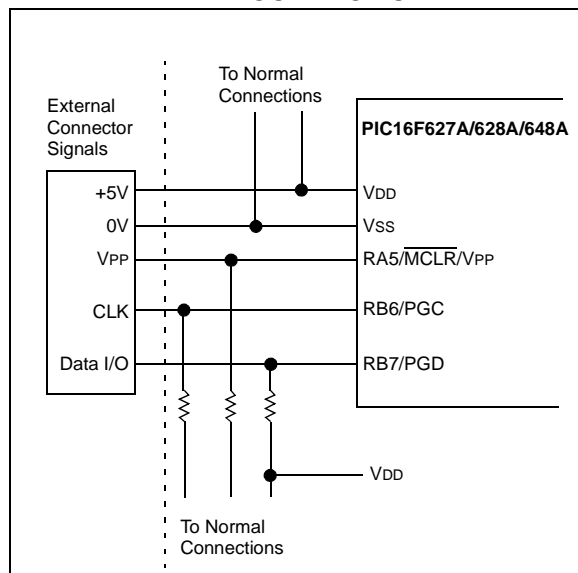 To Normal
Connections
External
Connector
Signals
PIC16F627A/628A/648A
+5V
VDD
0V
VSS
VPP
RA5/MCLR/VPP
CLK
RB6/PGC
Data I/O
RB7/PGD
VDD
To Normal
Connections